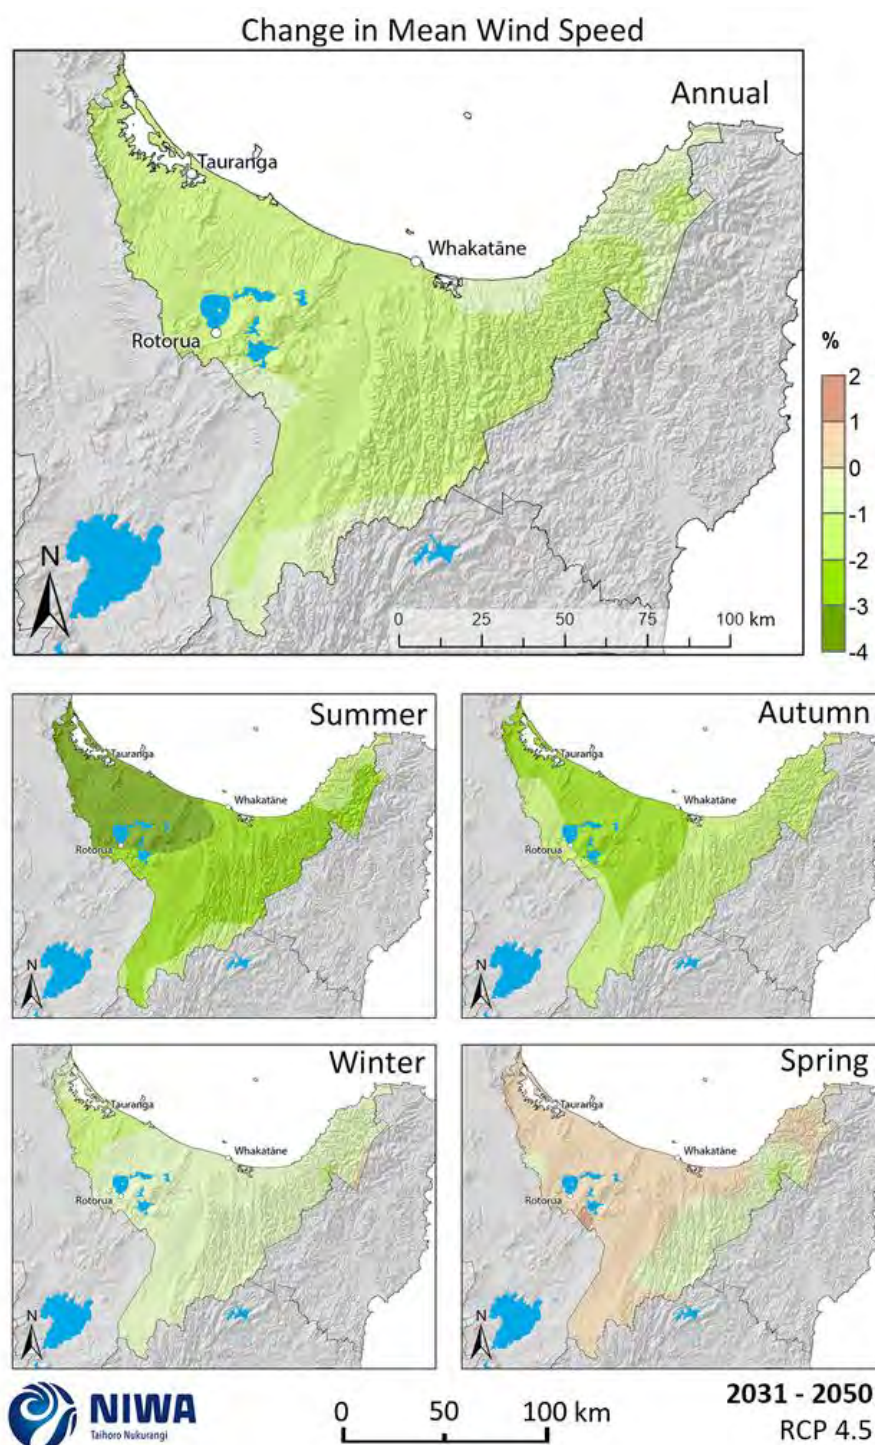 Change in Mean Wind Speed
Annual
Tauranga
Whakatāne
Rotorua
%
2
1
0
-1
-2
-3
-4
N
0 25 50 75 100 km
Summer
Tauranga
Whakatāne
Rotorua
N
Autumn
Tauranga
Whakatāne
Rotorua
N
Winter
Tauranga
Whakatāne
Rotorua
N
Spring
Tauranga
Whakatāne
Rotorua
N
NIWA
Taihoro Nukurangi
0 50 100 km
2031 - 2050
RCP 4.5